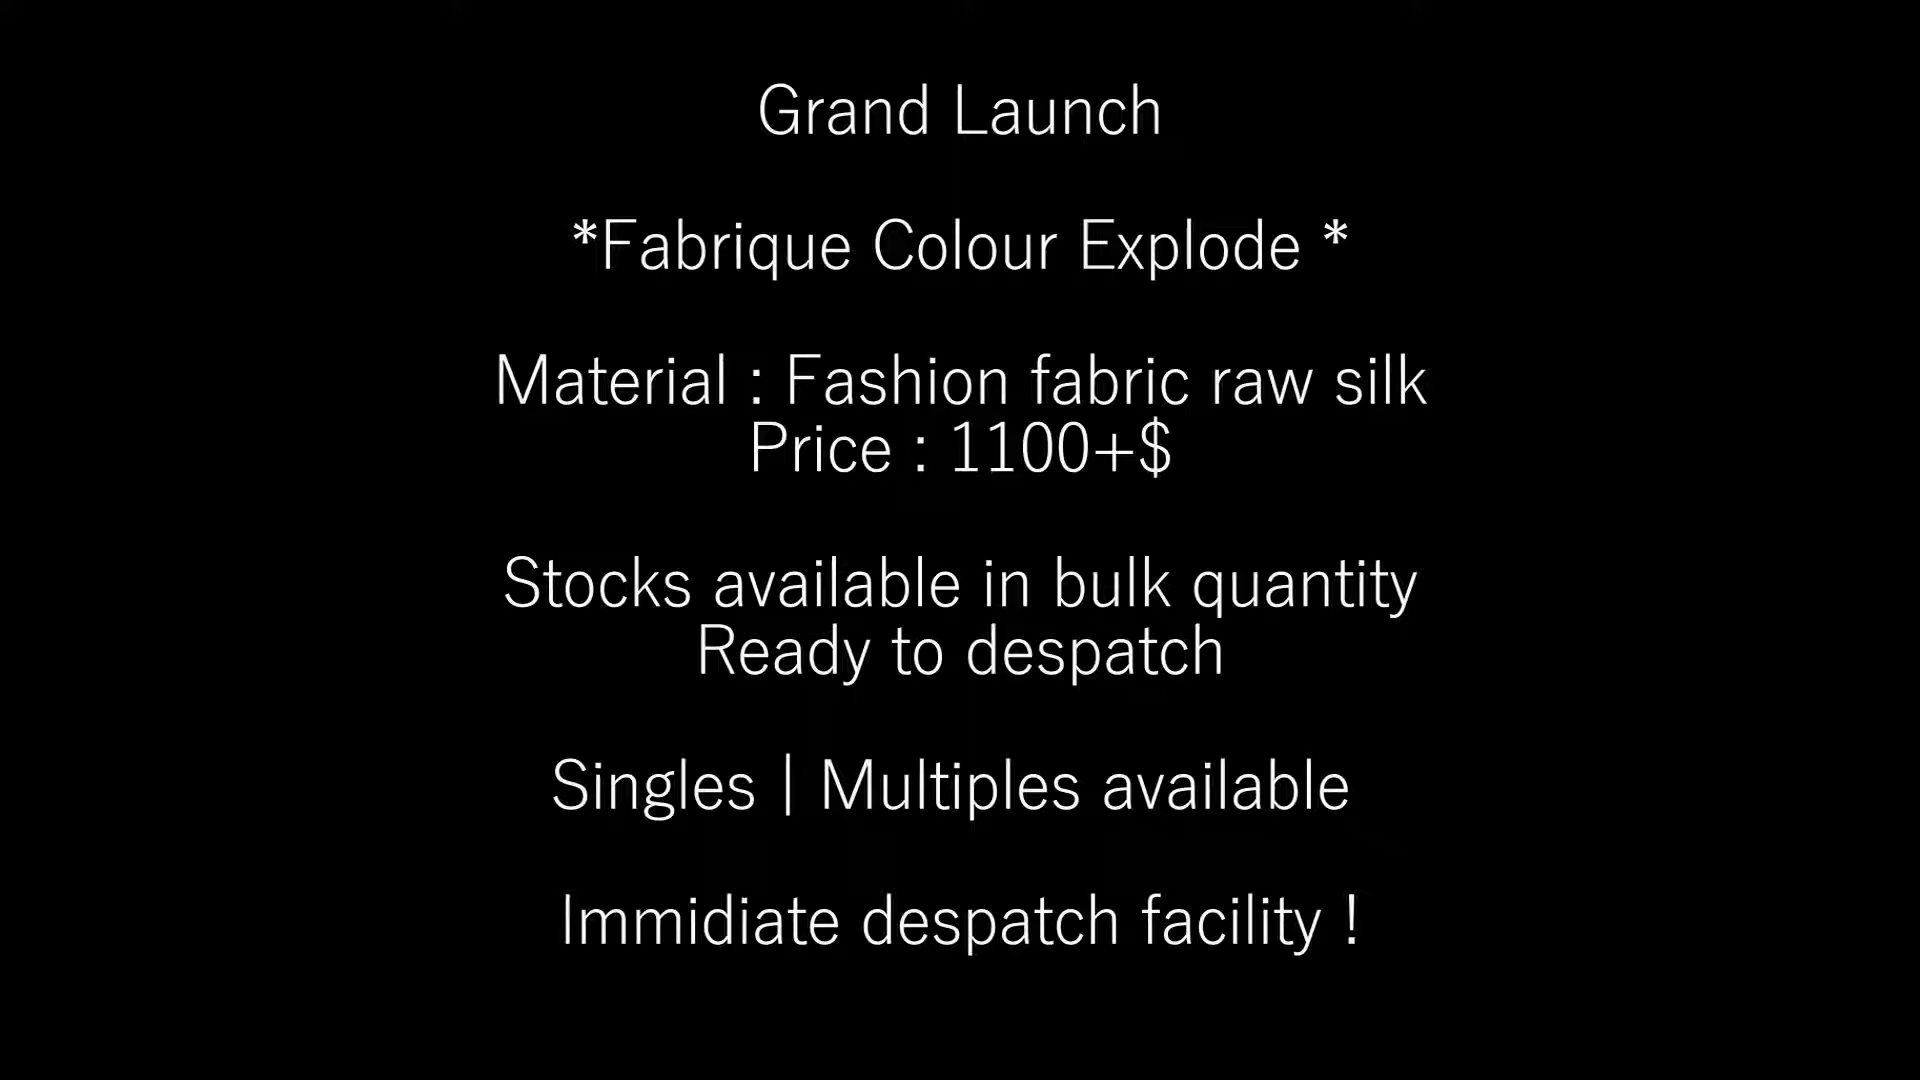 Grand Launch
*Fabrique Colour Explode *
Material : Fashion fabric raw silk
Price : 1100+$
Stocks available in bulk quantity
Ready to despatch
Singles | Multiples available
Immidiate despatch facility !